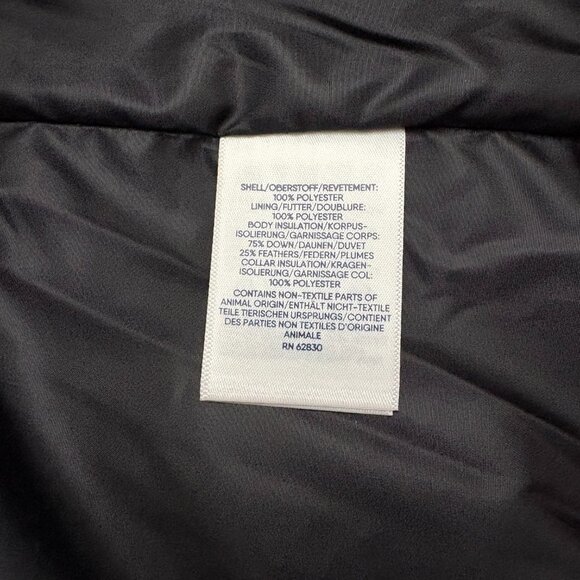 SHELL/OBERSTOFF/REVETEMENT:
100% POLYESTER
LINING/FUTTER/DOUBLURE:
100% POLYESTER
BODY INSULATION/KORPUS-
ISOLIERUNG/GARNISSAGE CORPS:
75% DOWN/DAUNEN/DUVET
25% FEATHERS/FEDERN/PLUMES
COLLAR INSULATION/KRAGEN-
ISOLIERUNG/GARNISSAGE COL:
100% POLYESTER
CONTAINS NON-TEXTILE PARTS OF
ANIMAL ORIGIN/ENTHÄLT NICHT-TEXTILE
TEILE TIERISCHEN URSPRUNGS/CONTIENT
DES PARTIES NON TEXTILES D'ORIGINE
ANIMALE
RN 62830